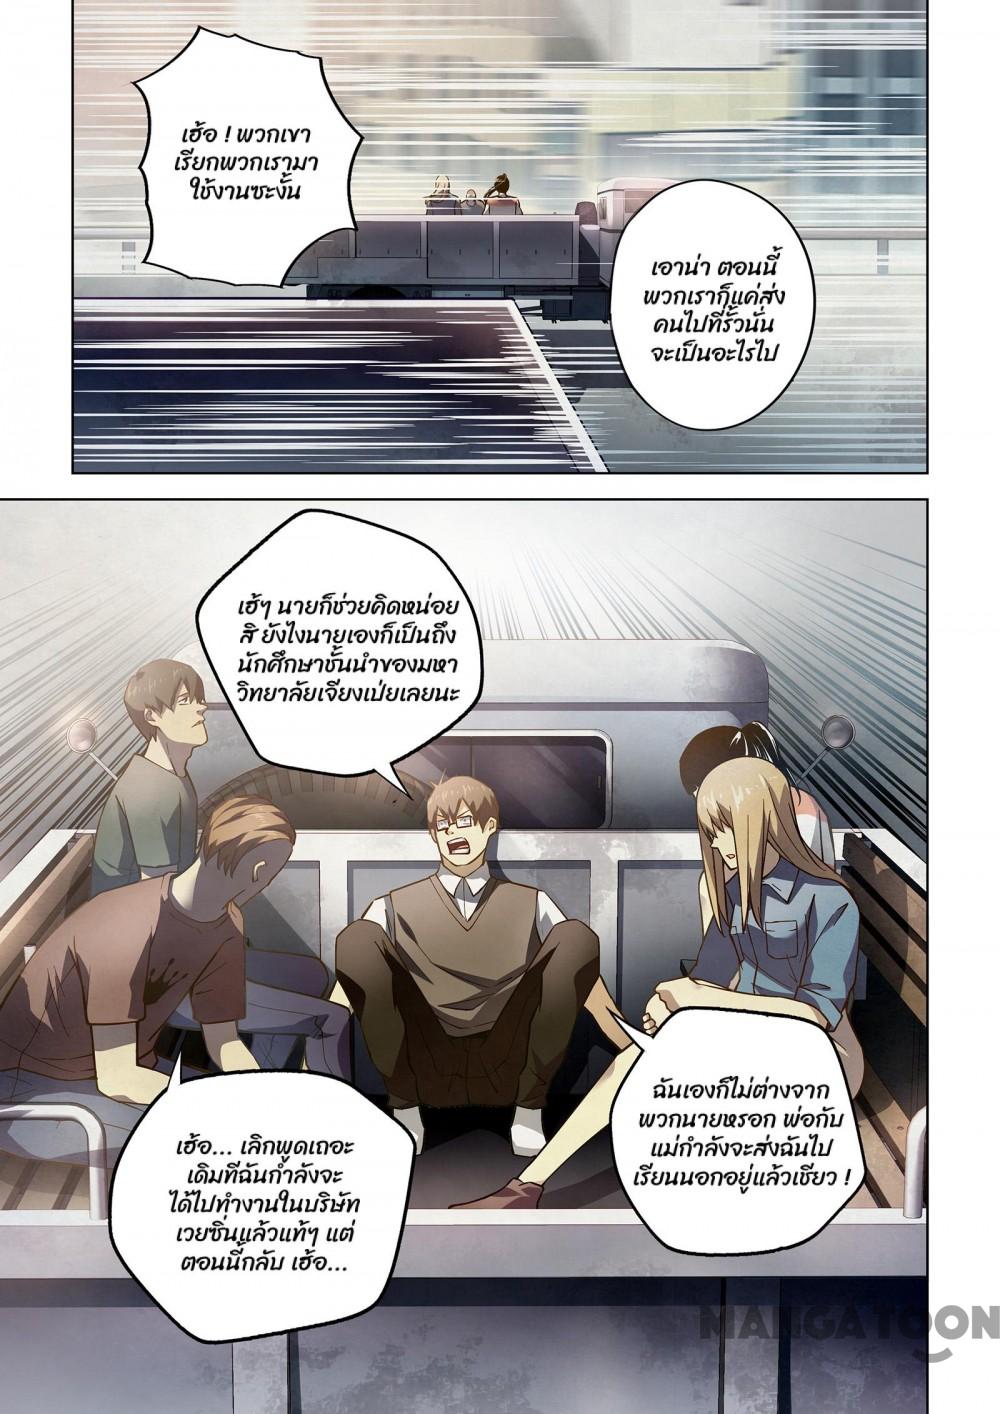 เฮ้อ ! พวกเขา
เรียกพวกเรามา
ใช้งานซะงั้น
เอาน่า ตอนนี้
พวกเราก็แค่ส่ง
คนไปที่รั้วนั่น
จะเป็นอะไรไป
เฮ้ๆ นายก็ช่วยคิดหน่อย
สิ ยังไงนายเองก็เป็นถึง
นักศึกษาชั้นนำของมหา
วิทยาลัยเจียงเป่ยเลยนะ
ฉันเองก็ไม่ต่างจาก
พวกนายหรอก พ่อกับ
แม่กำลังจะส่งฉันไป
เรียนนอกอยู่แล้วเชียว !
เฮ้อ... เลิกพูดเถอะ
เดิมทีฉันกำลังจะ
ได้ไปทำงานในบริษัท
เวยซิ่นแล้วแท้ๆ แต่
ตอนนี้กลับ เฮ้อ...
MANGATOON